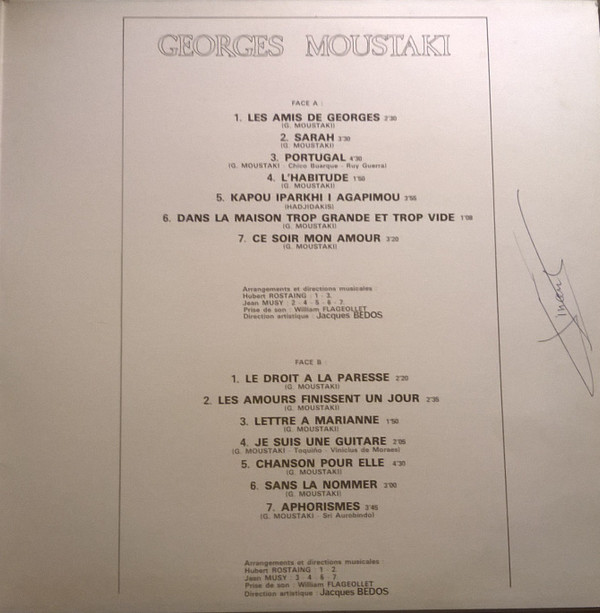 GEORGES MOUSTAKI
FACE A :
1. LES AMIS DE GEORGES 2'30
(G. MOUSTAKI)
2. SARAH 3'30
(G. MOUSTAKI)
3. PORTUGAL 4'30
(G. MOUSTAKI - Chico Buarque - Ruy Guerra)
4. L'HABITUDE 1'50
(G. MOUSTAKI)
5. KAPOU IPARKHI I AGAPIMOU 3'55
(HADJIDAKIS)
6. DANS LA MAISON TROP GRANDE ET TROP VIDE
(G. MOUSTAKI)
7. CE SOIR MON AMOUR 3'20
(G. MOUSTAKI)
Arrangements et directions musicales :
Hubert ROSTAING : 1 - 3.
Jean MUSY : 2 - 4 - 5 - 6 - 7.
Prise de son : William FLAGEOLLET
Direction artistique : Jacques BEDOS
FACE B :
1. LE DROIT A LA PARESSE 2'20
(G. MOUSTAKI)
2. LES AMOURS FINISSENT UN JOUR 2'35
(G. MOUSTAKI)
3. LETTRE A MARIANNE 1'50
(G. MOUSTAKI)
4. JE SUIS UNE GUITARE 2'05
(G. MOUSTAKI - Toquiño - Vinicius de Moraes)
5. CHANSON POUR ELLE 4'30
(G. MOUSTAKI)
6. SANS LA NOMMER 2'00
(G. MOUSTAKI)
7. APHORISMES 3'45
(G. MOUSTAKI - Sri Aurobindo)
Arrangements et directions musicales :
Hubert ROSTAING : 1 - 2.
Jean MUSY : 3 - 4 - 6 - 7.
Prise de son : William FLAGEOLLET
Direction artistique : Jacques BEDOS